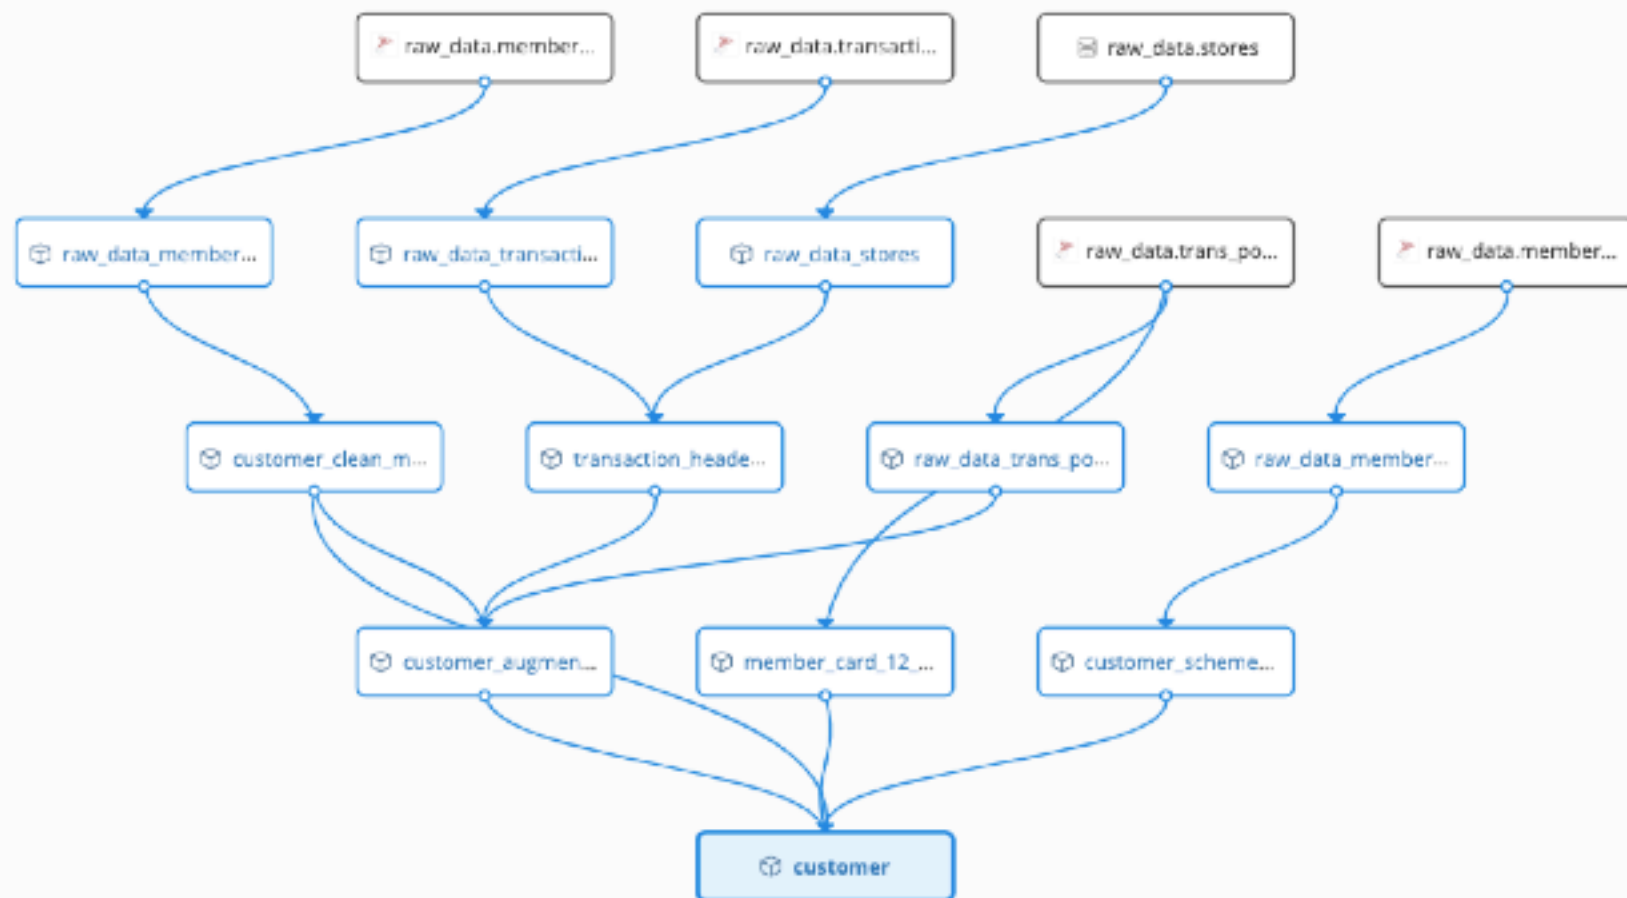 raw_data.member...
raw_data.transacti...
raw_data.stores
raw_data_member...
raw_data_transacti...
raw_data_stores
raw_data.trans_po...
raw_data.member...
customer_clean_m...
transaction_heade...
raw_data_trans_po...
raw_data_member...
customer_augmen...
member_card_12_...
customer_scheme...
customer